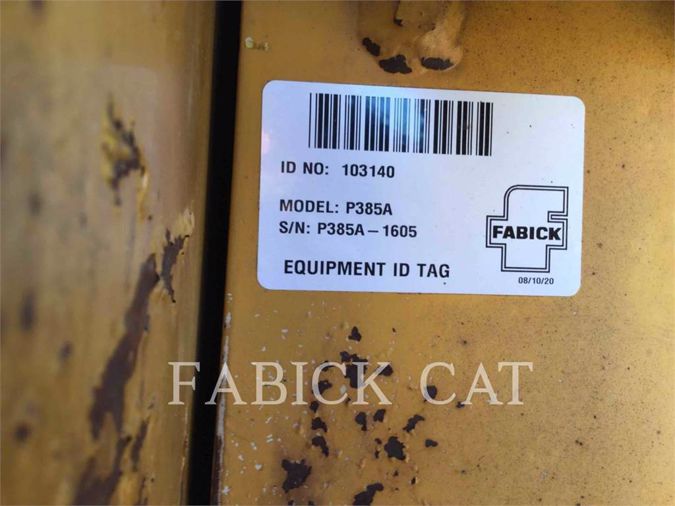 ID NO: 103140
MODEL: P385A
S/N: P385A-1605
FABICK
EQUIPMENT ID TAG
08/10/20
FABICK CAT